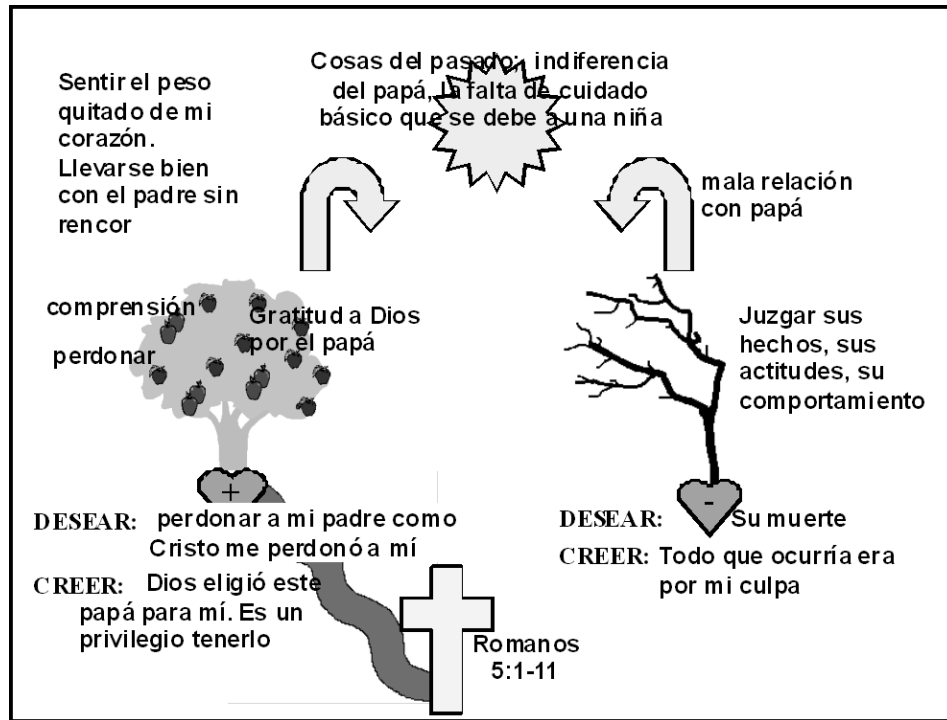 Sentir el peso
quitado de mi
corazón.
Llevarse bien
con el padre sin
rencor
Cosas del pasado; indiferencia
del papá, la falta de cuidado
básico que se debe a una niña
mala relación
con papá
comprensión
perdonar
Gratitud a Dios
por el papá
Juzgar sus
hechos, sus
actitudes, su
comportamiento
+
-
DESEAR: perdonar a mi padre como
Cristo me perdonó a mí
CREER: Dios eligió este
papá para mí. Es un
privilegio tenerlo
DESEAR: Su muerte
CREER: Todo que ocurría era
por mi culpa
Romanos
5:1-11